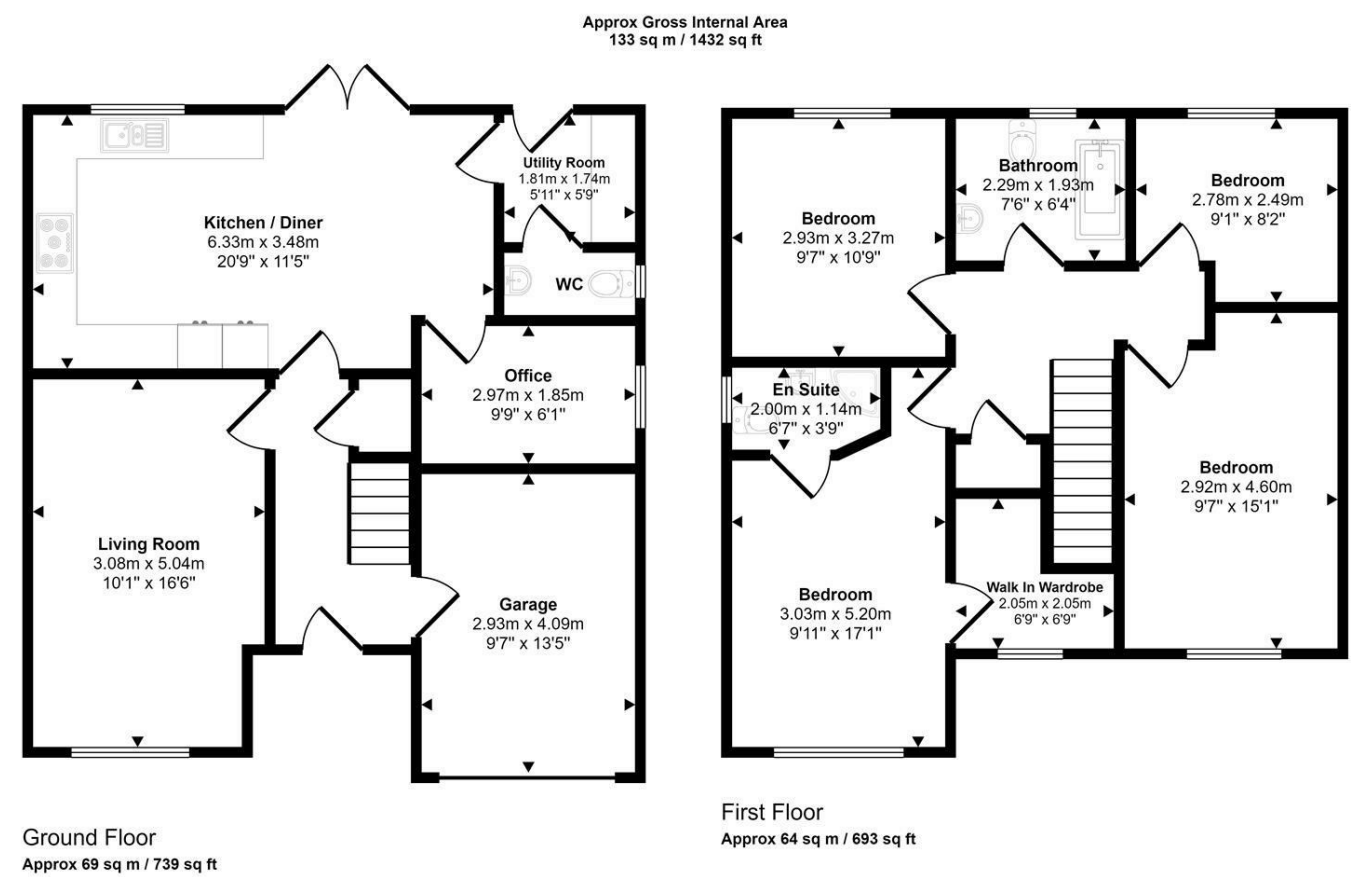 Approx Gross Internal Area
133 sq m / 1432 sq ft
Kitchen / Diner
6.33m x 3.48m
20'9" x 11'5"
Utility Room
1.81m x 1.74m
5'11" x 5'9"
WC
Office
2.97m x 1.85m
9'9" x 6'1"
Living Room
3.08m x 5.04m
10'1" x 16'6"
Garage
2.93m x 4.09m
9'7" x 13'5"
Ground Floor
Approx 69 sq m / 739 sq ft
Bedroom
2.93m x 3.27m
9'7" x 10'9"
Bathroom
2.29m x 1.93m
7'6" x 6'4"
Bedroom
2.78m x 2.49m
9'1" x 8'2"
En Suite
2.00m x 1.14m
6'7" x 3'9"
Bedroom
2.92m x 4.60m
9'7" x 15'1"
Bedroom
3.03m x 5.20m
9'11" x 17'1"
Walk In Wardrobe
2.05m x 2.05m
6'9" x 6'9"
First Floor
Approx 64 sq m / 693 sq ft